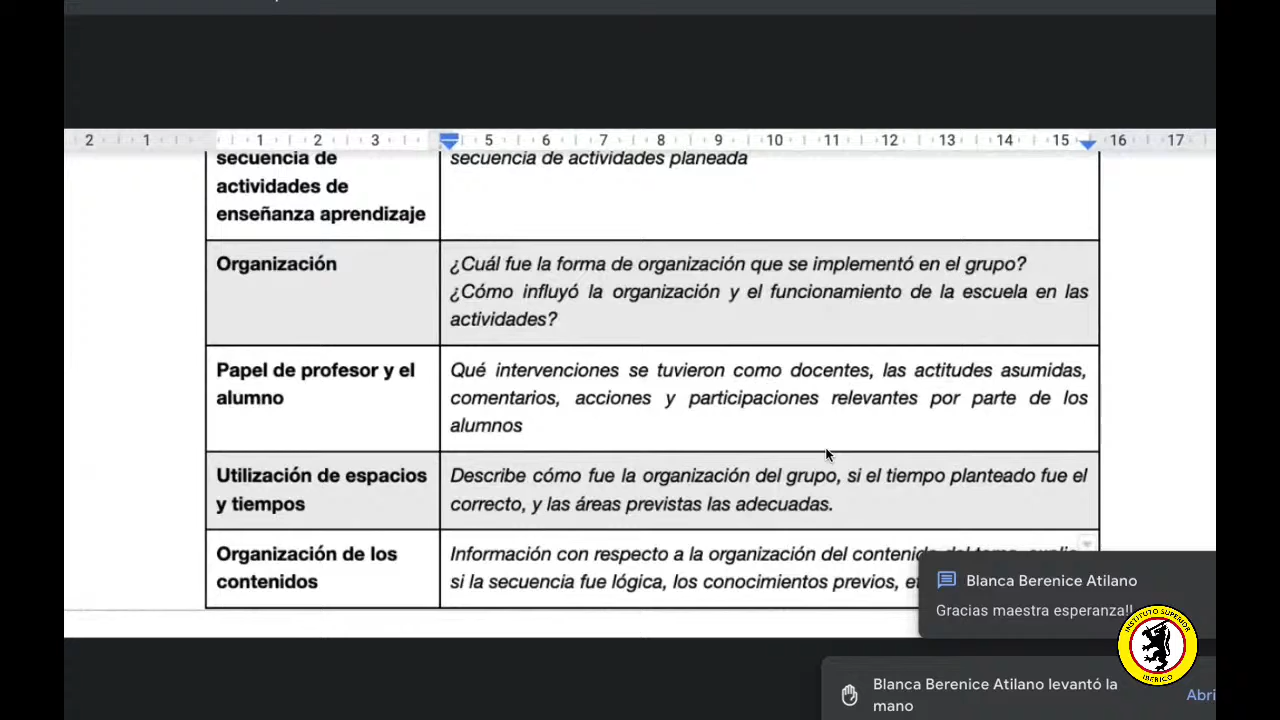 2 1 1 2 3 5 6 7 8 9 10 11 12 13 14 15 16 17
secuencia de
actividades de
enseñanza aprendizaje
secuencia de actividades planeada
Organización
¿Cuál fue la forma de organización que se implementó en el grupo?
¿Cómo influyó la organización y el funcionamiento de la escuela en las
actividades?
Papel de profesor y el
alumno
Qué intervenciones se tuvieron como docentes, las actitudes asumidas,
comentarios, acciones y participaciones relevantes por parte de los
alumnos
Utilización de espacios
y tiempos
Describe cómo fue la organización del grupo, si el tiempo planteado fue el
correcto, y las áreas previstas las adecuadas.
Organización de los
contenidos
Información con respecto a la organización del contenido
si la secuencia fue lógica, los conocimientos previos,
Blanca Berenice Atilano
Gracias maestra esperanza!!
INSTITUTO SUPERIOR
IBERICO
Blanca Berenice Atilano levantó la
mano
Abri